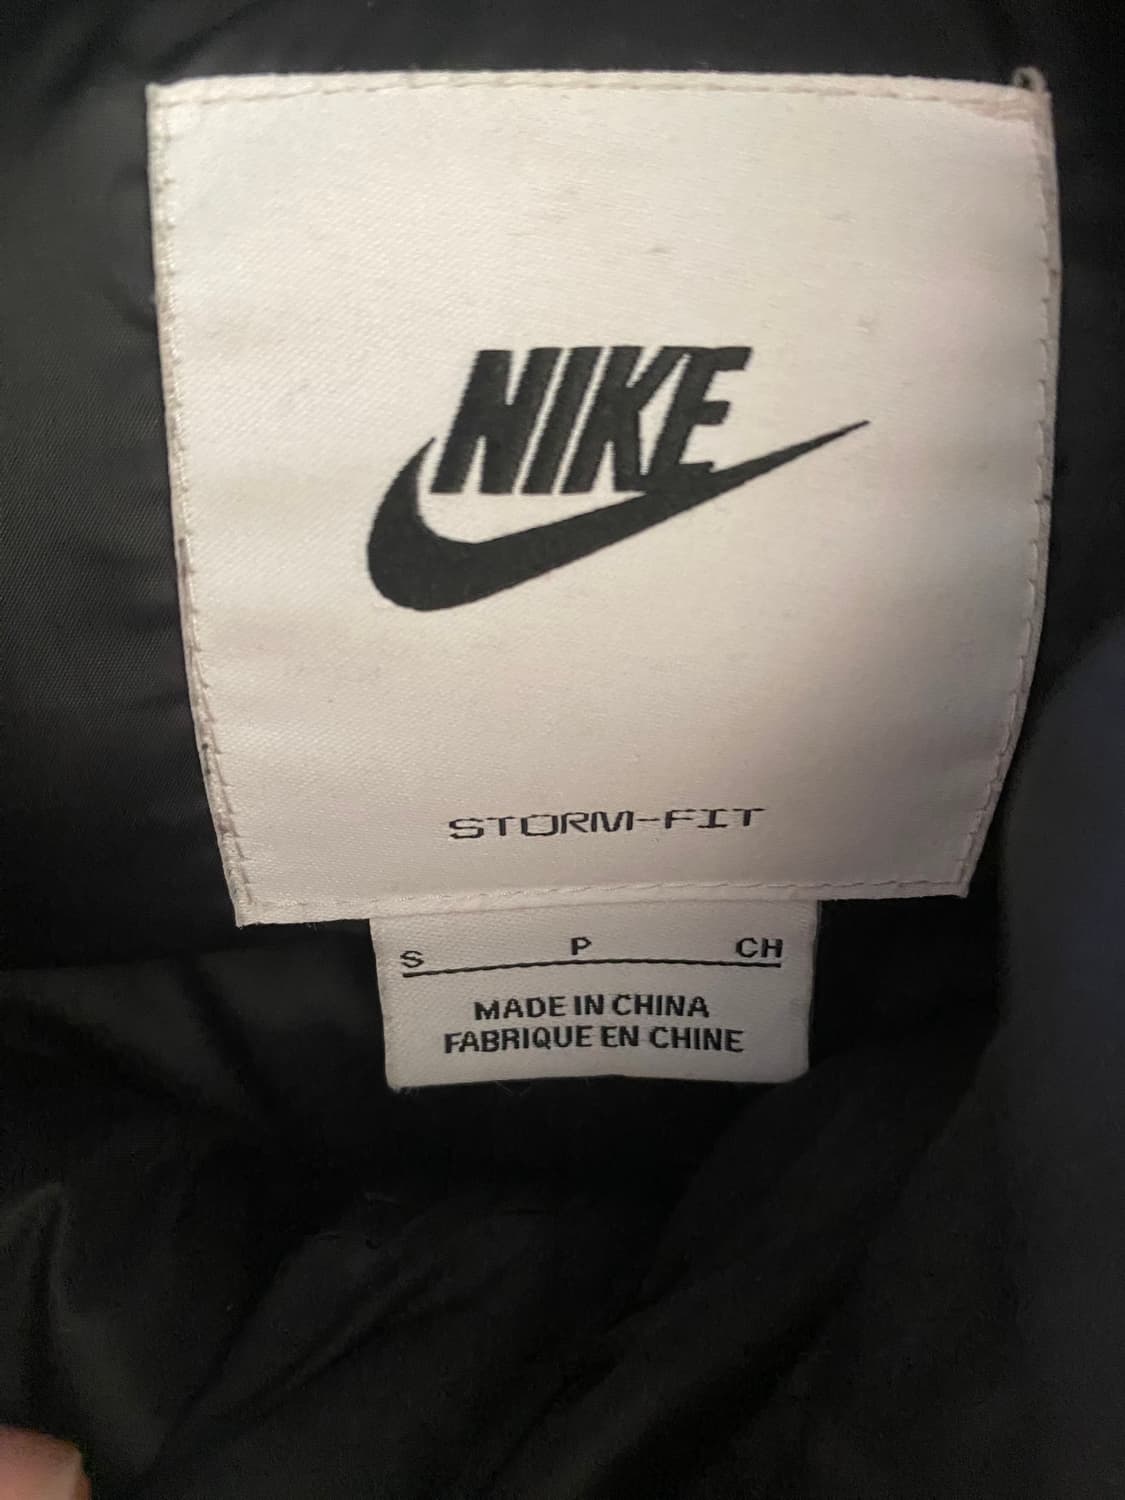 NIKE
STORM-FIT
S P CH
MADE IN CHINA
FABRIQUE EN CHINE